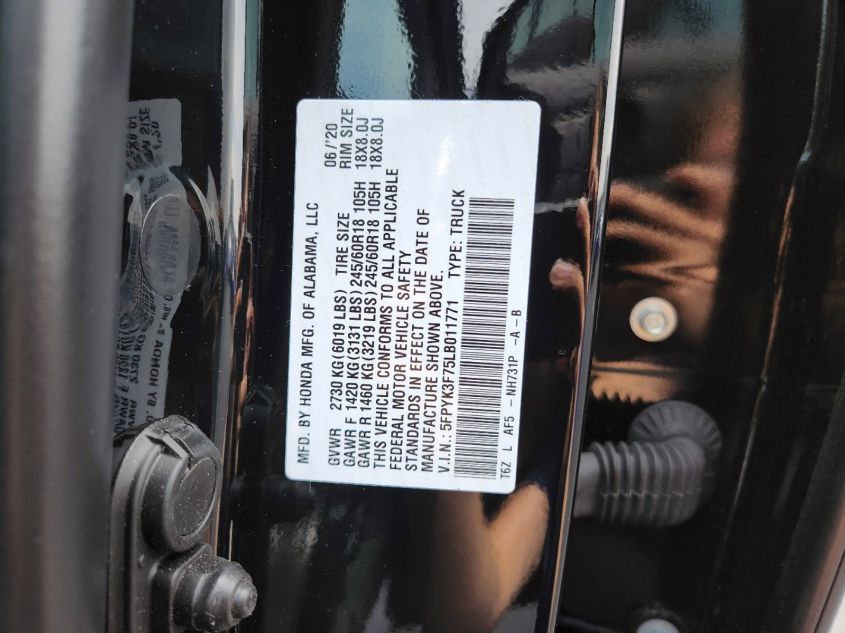 MFD. BY HONDA MFG. OF ALABAMA, LLC 06/'20
GVWR 2730 KG(6019 LBS) TIRE SIZE RIM SIZE
GAWR F 1420 KG(3131 LBS) 245/60R18 105H 18X8.0J
GAWR R 1460 KG(3219 LBS) 245/60R18 105H 18X8.0J
THIS VEHICLE CONFORMS TO ALL APPLICABLE
FEDERAL MOTOR VEHICLE SAFETY
STANDARDS IN EFFECT ON THE DATE OF
MANUFACTURE SHOWN ABOVE.
V.I.N.: 5FPYK3F75LB011771 TYPE: TRUCK
T6Z L AF5 -NH731P -A-B